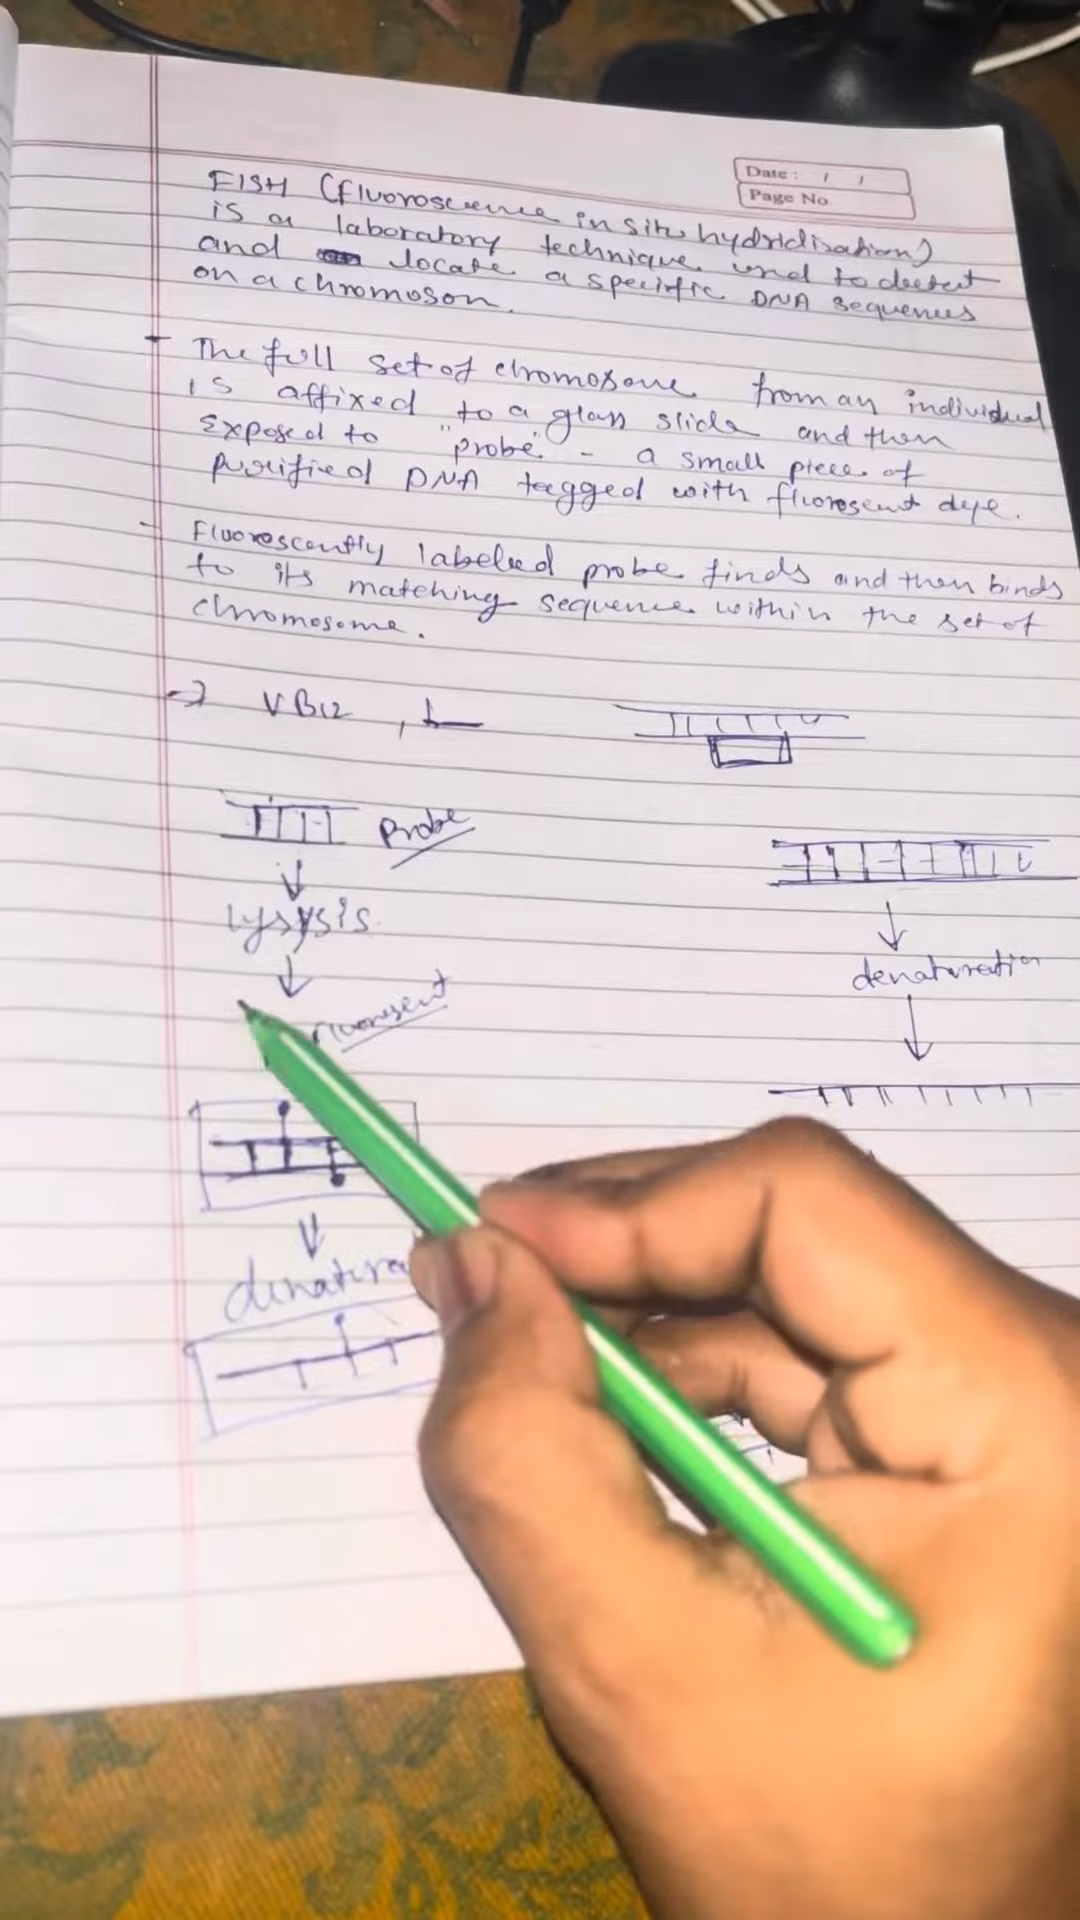 Date : / /
Page No
FISH (Fluoroscence in situ hydridization)
is a laboratory technique used to detect
and locate a specific DNA sequences
on a chromoson.
- The full set of chromosome from an individual
is affixed to a glass slide and then
exposed to "probe" - a small piece of
purified DNA tagged with fluoresent dye.
- Fluorescently labeled probe finds and then binds
to its matching sequence within the set of
chromosome.
→ VB12 ,
Probe
↓
Lysysis
↓
fluoresent
↓
denatura
↓
denaturation
↓